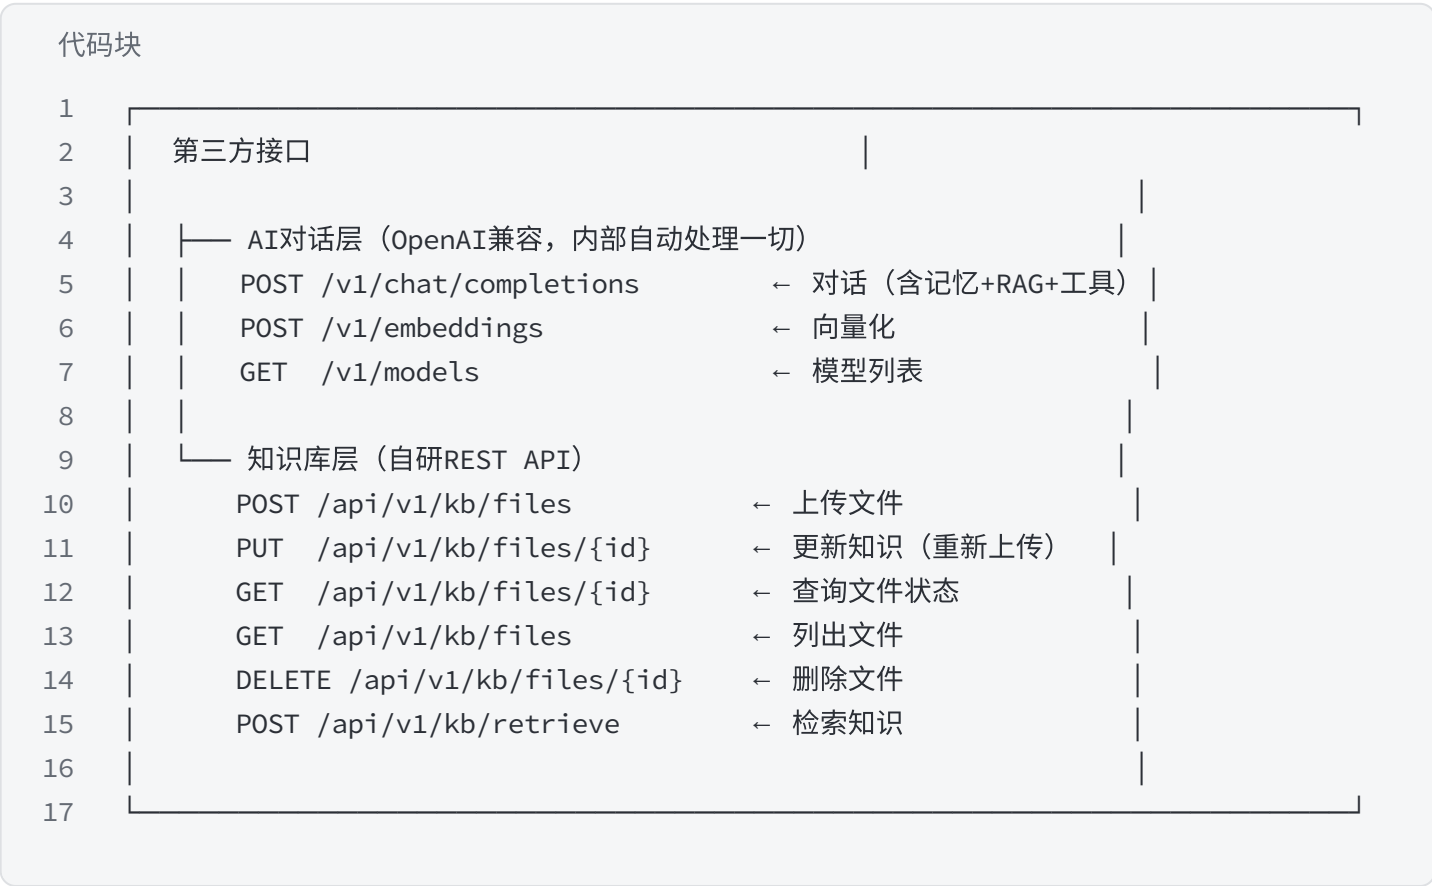 代码块
1 ┌──────────────────────────────────────────────────────────────┐
2 │  第三方接口                            │
3 │                                                   │
4 │  ├── AI对话层（OpenAI兼容，内部自动处理一切）                │
5 │  │   POST /v1/chat/completions        ← 对话（含记忆+RAG+工具）│
6 │  │   POST /v1/embeddings              ← 向量化                │
7 │  │   GET  /v1/models                  ← 模型列表               │
8 │  │                                                │
9 │  └── 知识库层（自研REST API）                           │
10 │      POST /api/v1/kb/files         ← 上传文件               │
11 │      PUT  /api/v1/kb/files/{id}    ← 更新知识（重新上传）   │
12 │      GET  /api/v1/kb/files/{id}    ← 查询文件状态            │
13 │      GET  /api/v1/kb/files         ← 列出文件               │
14 │      DELETE /api/v1/kb/files/{id}  ← 删除文件               │
15 │      POST /api/v1/kb/retrieve      ← 检索知识               │
16 │                                                   │
17 └──────────────────────────────────────────────────────────────┘